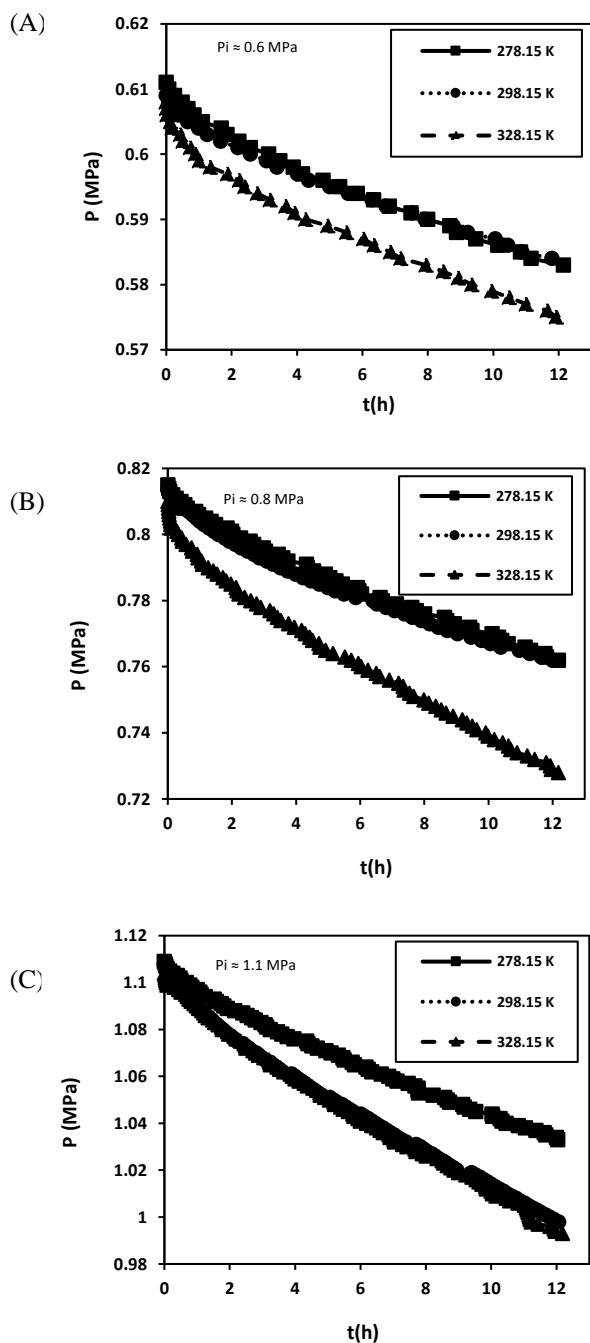 (A)
Pi ≈ 0.6 MPa
278.15 K
298.15 K
328.15 K
0.62
0.61
0.6
0.59
0.58
0.57
P (MPa)
0 2 4 6 8 10 12
t(h)
(B)
Pi ≈ 0.8 MPa
278.15 K
298.15 K
328.15 K
0.82
0.8
0.78
0.76
0.74
0.72
P (MPa)
0 2 4 6 8 10 12
t(h)
(C)
Pi ≈ 1.1 MPa
278.15 K
298.15 K
328.15 K
1.12
1.1
1.08
1.06
1.04
1.02
1
0.98
P (MPa)
0 2 4 6 8 10 12
t(h)